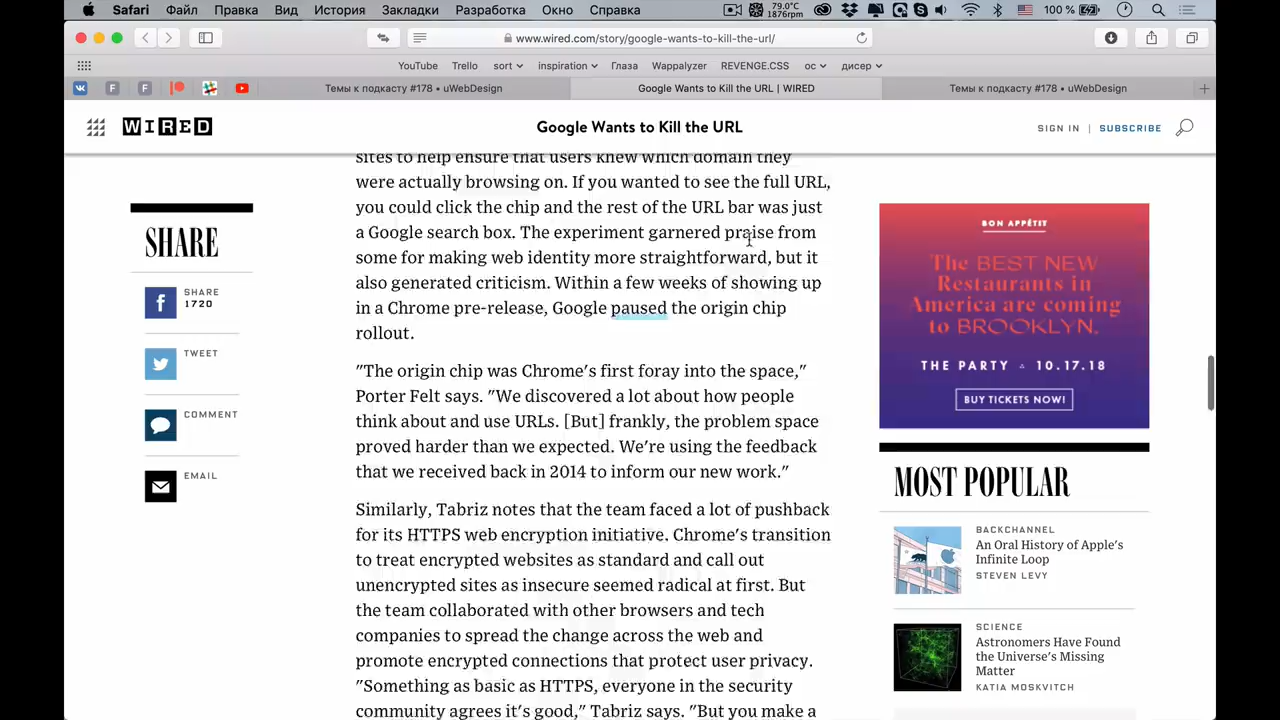 Safari Файл Правка Вид История Закладки Разработка Окно Справка 79.0°C 1876rpm 100 %
www.wired.com/story/google-wants-to-kill-the-url/
YouTube Trello sort inspiration Глаза Wappalyzer REVENGE.CSS ос дисер
F F Темы к подкасту #178 • uWebDesign Google Wants to Kill the URL | WIRED Темы к подкасту #178 • uWebDesign
WIRED Google Wants to Kill the URL SIGN IN | SUBSCRIBE
sites to help ensure that users knew which domain they
were actually browsing on. If you wanted to see the full URL,
you could click the chip and the rest of the URL bar was just
a Google search box. The experiment garnered praise from
some for making web identity more straightforward, but it
also generated criticism. Within a few weeks of showing up
in a Chrome pre-release, Google paused the origin chip
rollout.
"The origin chip was Chrome's first foray into the space,"
Porter Felt says. "We discovered a lot about how people
think about and use URLs. [But] frankly, the problem space
proved harder than we expected. We're using the feedback
that we received back in 2014 to inform our new work."
Similarly, Tabriz notes that the team faced a lot of pushback
for its HTTPS web encryption initiative. Chrome's transition
to treat encrypted websites as standard and call out
unencrypted sites as insecure seemed radical at first. But
the team collaborated with other browsers and tech
companies to spread the change across the web and
promote encrypted connections that protect user privacy.
"Something as basic as HTTPS, everyone in the security
community agrees it's good," Tabriz says. "But you make a
SHARE
SHARE
1720
TWEET
COMMENT
EMAIL
BON APPÉTIT
The BEST NEW
Restaurants in
America are coming
to BROOKLYN.
THE PARTY 10.17.18
BUY TICKETS NOW!
MOST POPULAR
BACKCHANNEL
An Oral History of Apple's
Infinite Loop
STEVEN LEVY
SCIENCE
Astronomers Have Found
the Universe's Missing
Matter
KATIA MOSKVITCH